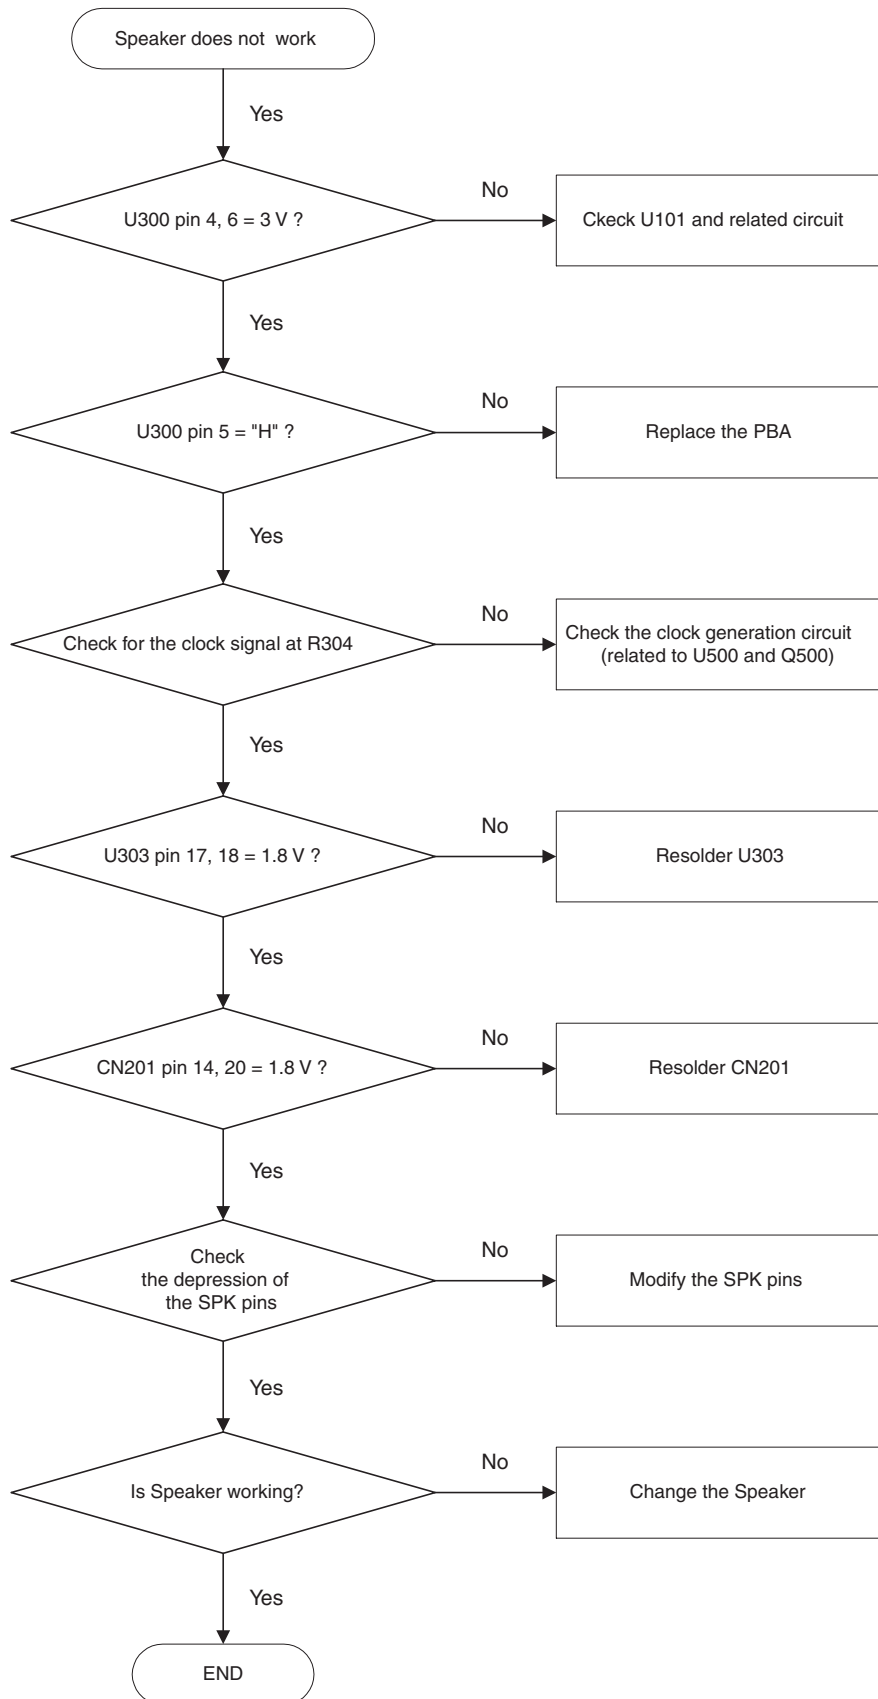 Speaker does not work
Yes
U300 pin 4, 6 = 3 V ?
No
Ckeck U101 and related circuit
Yes
U300 pin 5 = "H" ?
No
Replace the PBA
Yes
Check for the clock signal at R304
No
Check the clock generation circuit
(related to U500 and Q500)
Yes
U303 pin 17, 18 = 1.8 V ?
No
Resolder U303
Yes
CN201 pin 14, 20 = 1.8 V ?
No
Resolder CN201
Yes
Check
the depression of
the SPK pins
No
Modify the SPK pins
Yes
Is Speaker working?
No
Change the Speaker
Yes
END